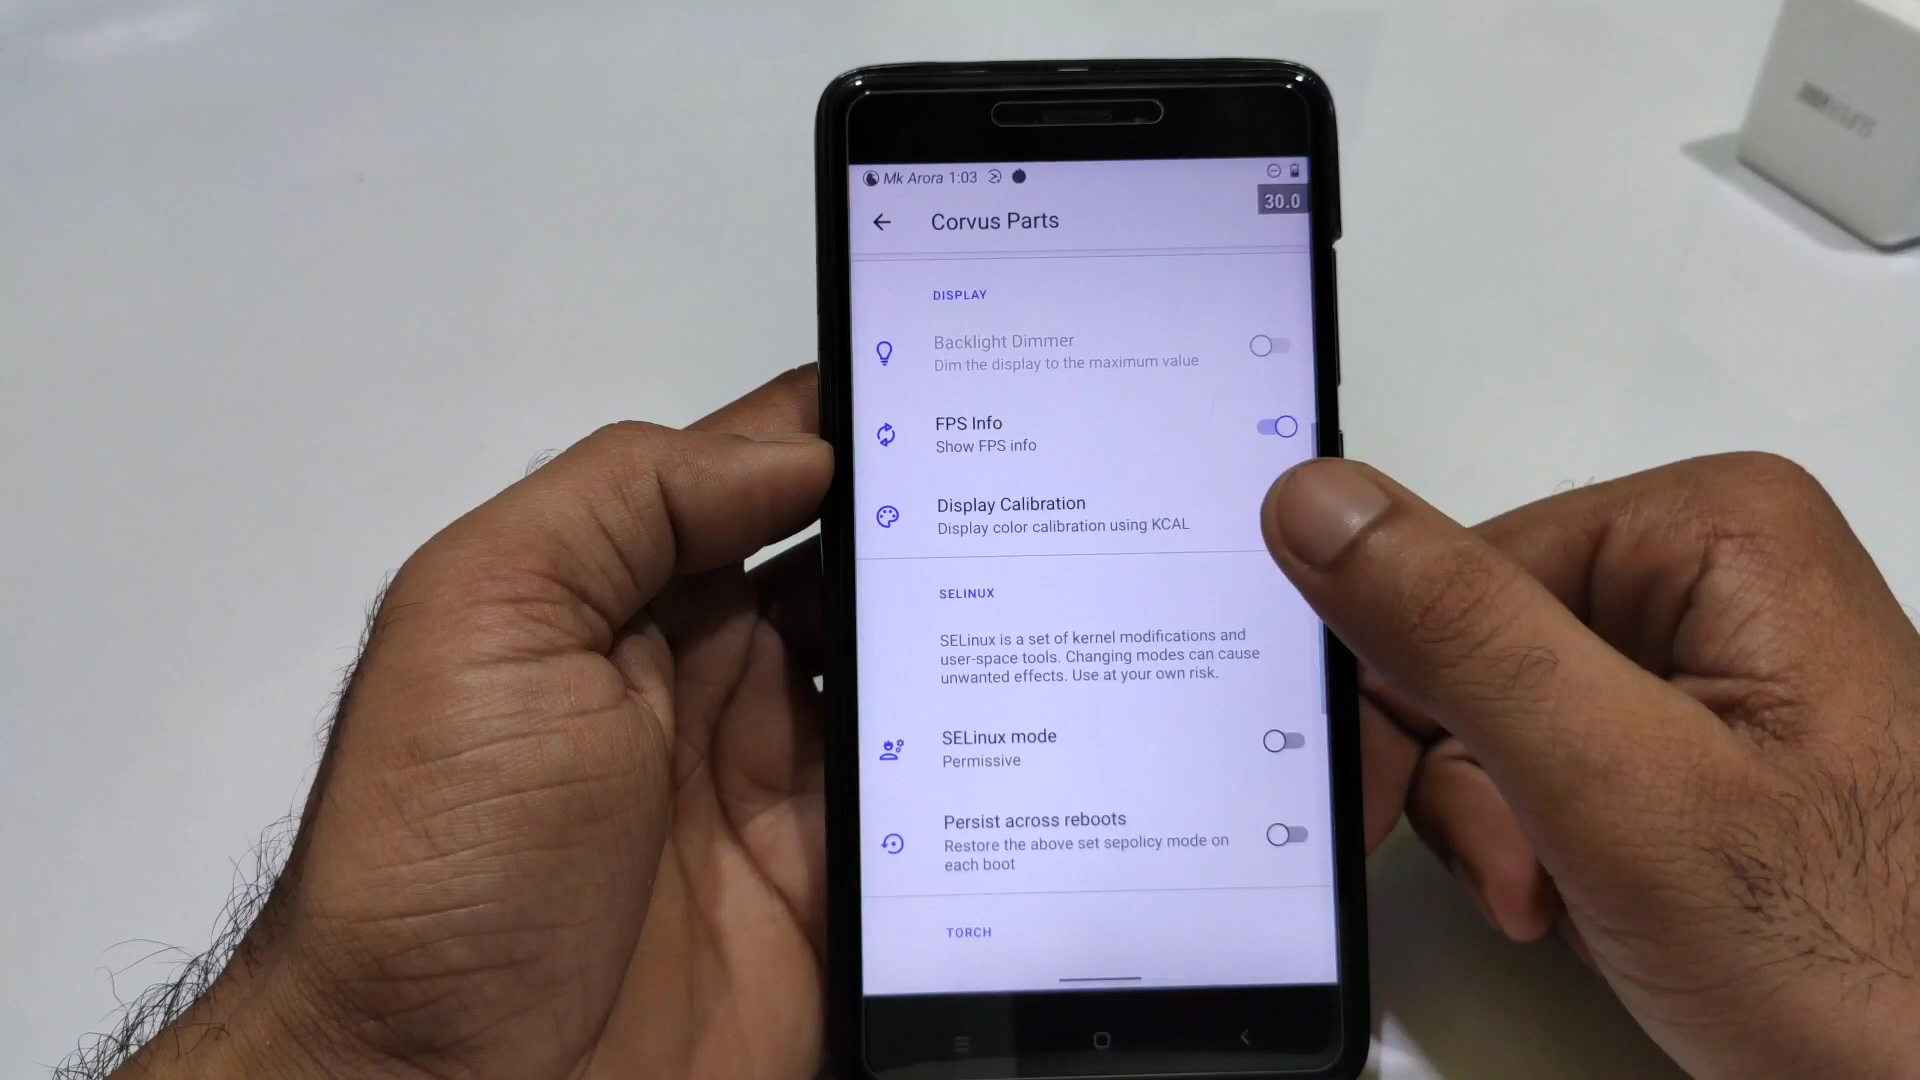 Mk Arora 1:03
30.0
Corvus Parts
DISPLAY
Backlight Dimmer
Dim the display to the maximum value
FPS Info
Show FPS info
Display Calibration
Display color calibration using KCAL
SELINUX
SELinux is a set of kernel modifications and
user-space tools. Changing modes can cause
unwanted effects. Use at your own risk.
SELinux mode
Permissive
Persist across reboots
Restore the above set sepolicy mode on
each boot
TORCH